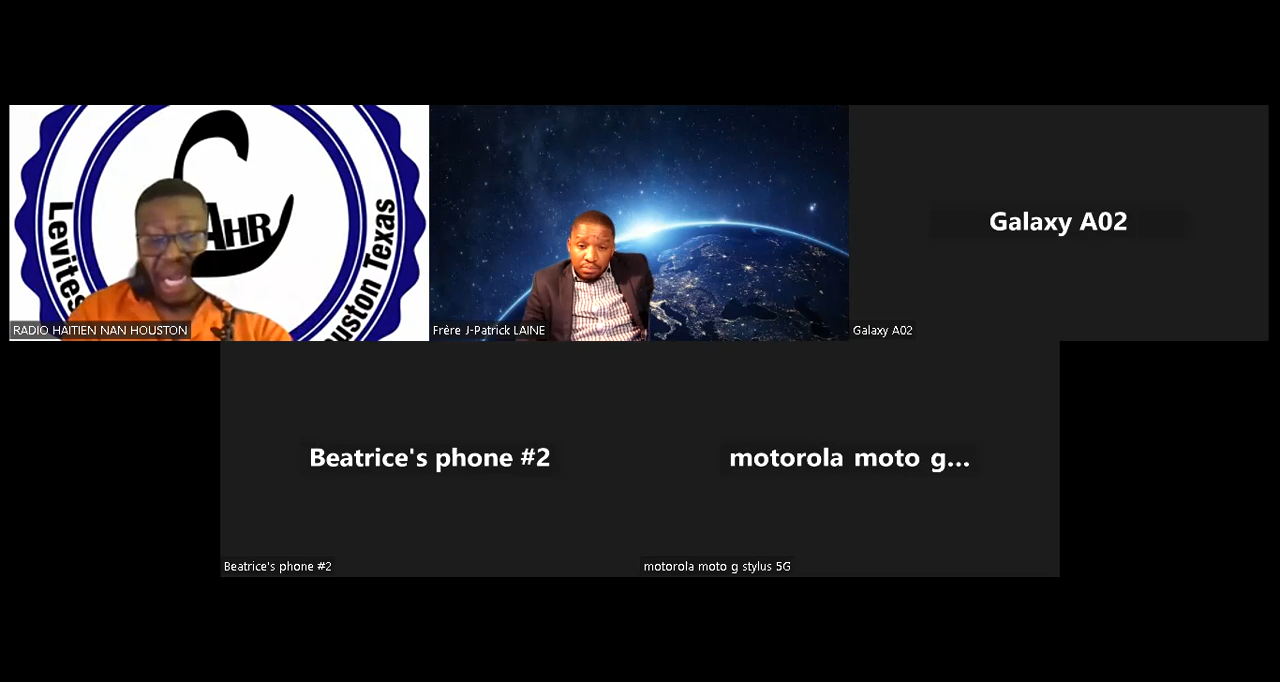 Levites
AHR
uston Texas
RADIO HAITIEN NAN HOUSTON
Frère J-Patrick LAINE
Galaxy A02
Galaxy A02
Beatrice's phone #2
motorola moto g...
Beatrice's phone #2
motorola moto g stylus 5G